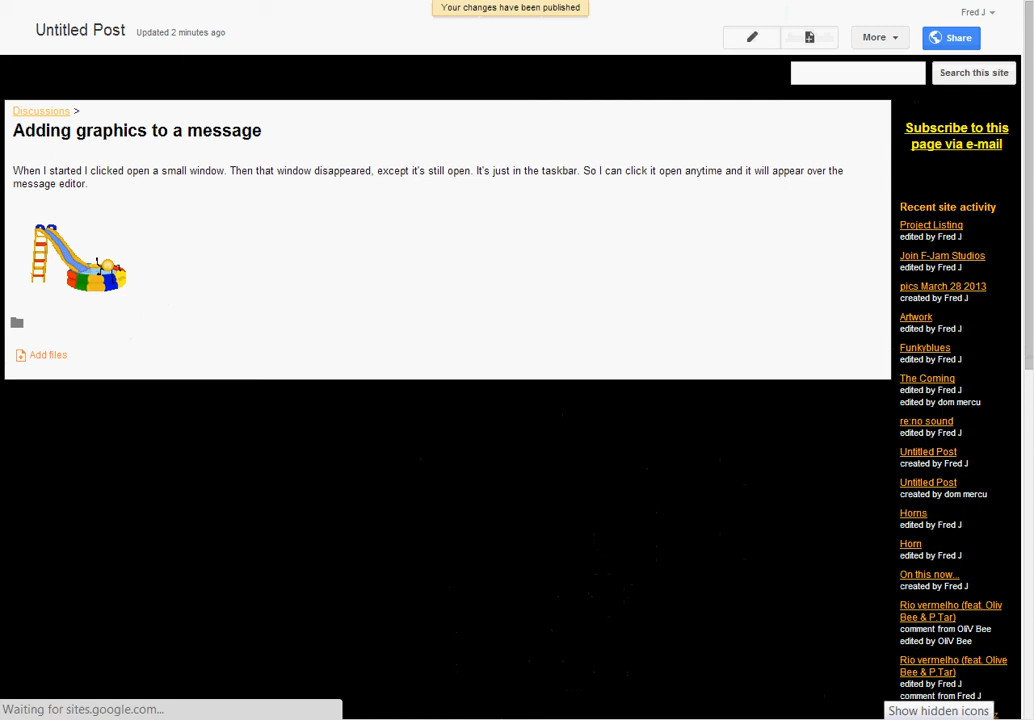 Your changes have been published
Fred J
Untitled Post Updated 2 minutes ago
More
Share
Search this site
Discussions >
Adding graphics to a message
When I started I clicked open a small window. Then that window disappeared, except it's still open. It's just in the taskbar. So I can click it open anytime and it will appear over the
message editor.
Add files
Subscribe to this
page via e-mail
Recent site activity
Project Listing
edited by Fred J
Join F-Jam Studios
edited by Fred J
pics March 28 2013
created by Fred J
Artwork
edited by Fred J
Funkyblues
edited by Fred J
The Coming
edited by Fred J
edited by dom mercu
re:no sound
edited by Fred J
Untitled Post
created by Fred J
Untitled Post
created by dom mercu
Horns
edited by Fred J
Horn
edited by Fred J
On this now...
created by Fred J
Rio vermelho (feat. Oliv
Bee & P.Tar)
comment from OliV Bee
edited by OliV Bee
Rio vermelho (feat. Olive
Bee & P.Tar)
edited by Fred J
comment from Fred J
Waiting for sites.google.com...
Show hidden icons